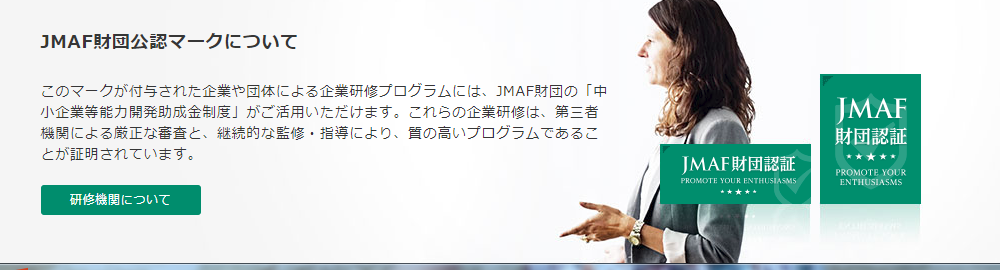 JMAF財団公認マークについて
このマークが付与された企業や団体による企業研修プログラムには、JMAF財団の「中
小企業等能力開発助成金制度」がご活用いただけます。これらの企業研修は、第三者
機関による厳正な審査と、継続的な監修・指導により、質の高いプログラムであるこ
とが証明されています。
研修機関について
JMAF財団認証
PROMOTE YOUR ENTHUSIASMS
JMAF
財団認証
PROMOTE YOUR
ENTHUSIASMS